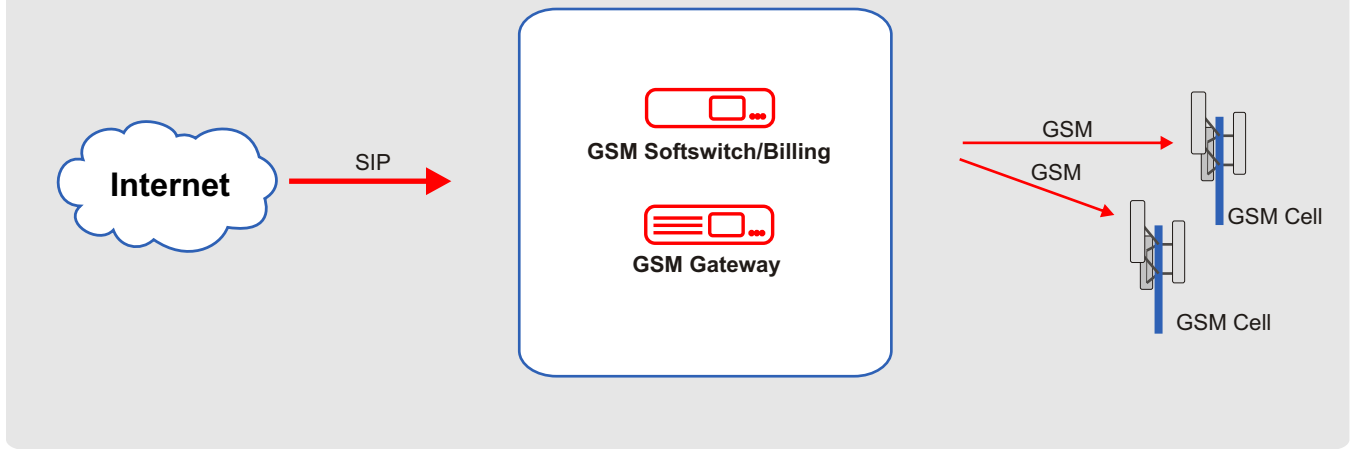 Internet
SIP
GSM Softswitch/Billing
GSM Gateway
GSM
GSM
GSM Cell
GSM Cell